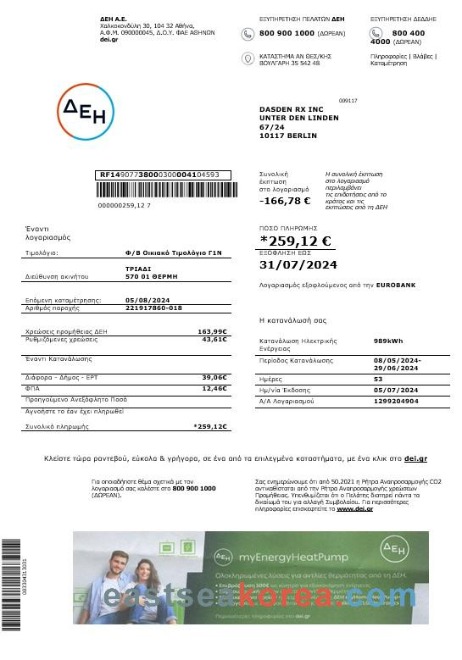 ΔΕΗ Α.Ε.
Χαλκοκονδύλη 30, 104 32 Αθήνα,
Α.Φ.Μ. 090000045, Δ.Ο.Υ. ΦΑΕ ΑΘΗΝΩΝ
dei.gr
ΕΞΥΠΗΡΕΤΗΣΗ ΠΕΛΑΤΩΝ ΔΕΗ
800 900 1000 (ΔΩΡΕΑΝ)
ΚΑΤΑΣΤΗΜΑ ΑΝ ΘΕΣ/ΚΗΣ
ΒΟΥΛΓΑΡΗ 35 542 48
ΕΞΥΠΗΡΕΤΗΣΗ ΔΕΔΔΗΕ
800 400
4000 (ΔΩΡΕΑΝ)
Πληροφορίες | Βλάβες |
Καταμέτρηση
ΔΕΗ
009117
DASDEN RX INC
UNTER DEN LINDEN
67/24
10117 BERLIN
RF14907738000300004104593
000000259,12 7
Συνολική
έκπτωση
στο λογαριασμό
-166,78 €
Η συνολική έκπτωση
στο λογαριασμό
περιλαμβάνει
τις επιδοτήσεις από το
κράτος και τις
εκπτώσεις από τη ΔΕΗ
Έναντι
λογαριασμός
ΠΟΣΟ ΠΛΗΡΩΜΗΣ
*259,12 €
ΕΞΟΦΛΗΣΗ ΕΩΣ
31/07/2024
Λογαριασμός εξοφλούμενος από την EUROBANK
Τιμολόγιο: Φ/Β Οικιακό Τιμολόγιο Γ1Ν
ΤΡΙΑΔΙ
Διεύθυνση ακινήτου 570 01 ΘΕΡΜΗ
Επόμενη καταμέτρησης: 05/08/2024
Αριθμός παροχής 221917860-018
Χρεώσεις προμήθειας ΔΕΗ 163,99€
Ρυθμιζόμενες χρεώσεις 43,61€
Έναντι Κατανάλωσης
Διάφορα - Δήμος - ΕΡΤ 39,06€
ΦΠΑ 12,46€
Προηγούμενο Ανεξόφλητο Ποσό
Αγνοήστε το έαν έχει πληρωθεί
Συνολικό πληρωμής *259,12€
Η κατανάλωσή σας
Κατανάλωση Ηλεκτρικής 989kWh
Ενέργειας
Περίοδος Κατανάλωσης 08/05/2024-
29/06/2024
Ημέρες 53
Ημ/νία Έκδοσης 05/07/2024
Α/Α Λογαριασμού 1299204904
Κλείστε τώρα ραντεβού, εύκολα & γρήγορα, σε ένα από τα επιλεγμένα καταστήματα, με ένα κλικ στο dei.gr
Για οποιοδήποτε θέμα σχετικά με τον
λογαριασμό σας καλέστε στο 800 900 1000
(ΔΩΡΕΑΝ).
Σας ενημερώνουμε ότι από 50.2021 η Ρήτρα Αναπροσαρμογής CO2
αντικαθίσταται από την Ρήτρα Αναπροσαρμογής χρεώσεων
Προμήθειας. Υπενθυμίζεται ότι ο Πελάτης διατηρεί πάντα το
δικαίωμά του για αλλαγή Συμβολαίου. Για περισσότερες
πληροφορίες επισκεφτείτε το www.dei.gr
ΔΕΗ
myEnergyHeatPump
ΔΕΗ
Ολοκληρωμένες λύσεις για αντλίες θερμότητας από τη ΔΕΗ.
eastseakorea.com